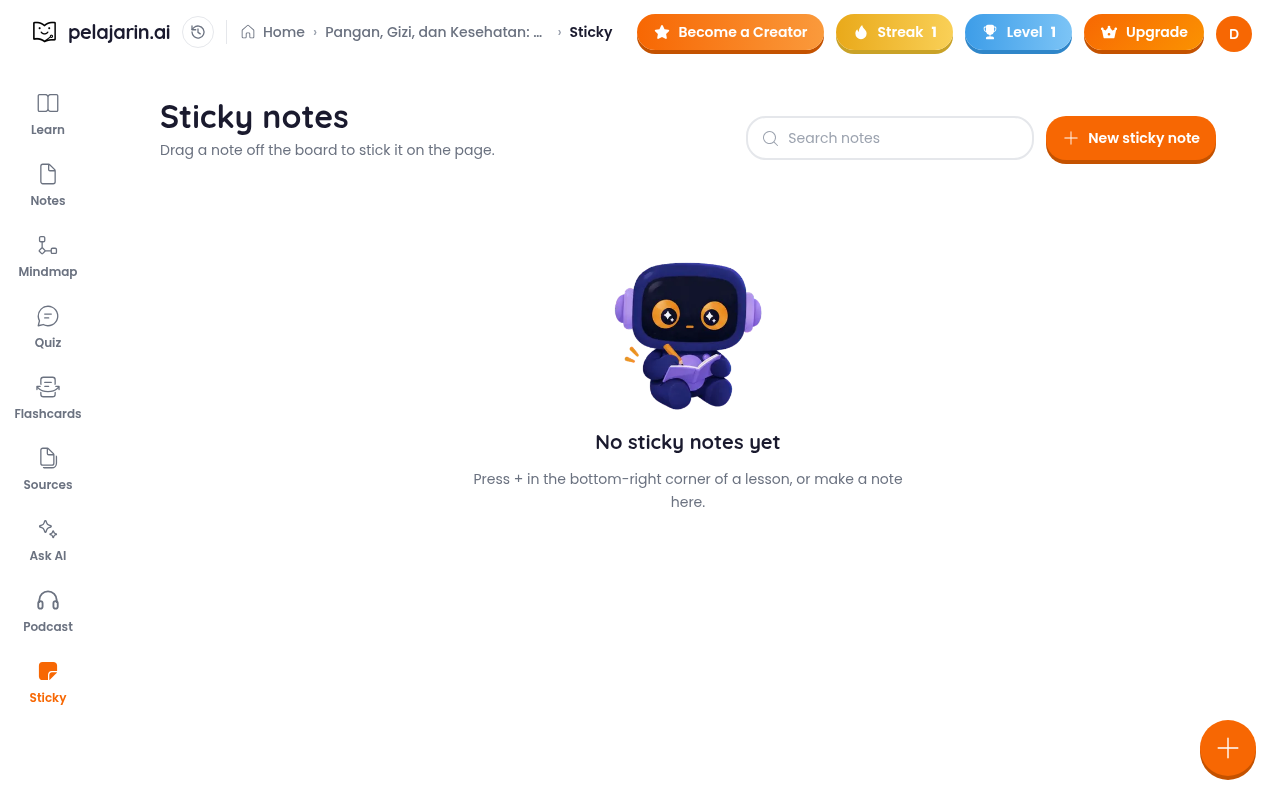 pelajarin.ai
Home › Pangan, Gizi, dan Kesehatan: ... › Sticky
Become a Creator
Streak 1
Level 1
Upgrade
D
Learn
Notes
Mindmap
Quiz
Flashcards
Sources
Ask AI
Podcast
Sticky
Sticky notes
Drag a note off the board to stick it on the page.
Search notes
New sticky note
No sticky notes yet
Press + in the bottom-right corner of a lesson, or make a note
here.